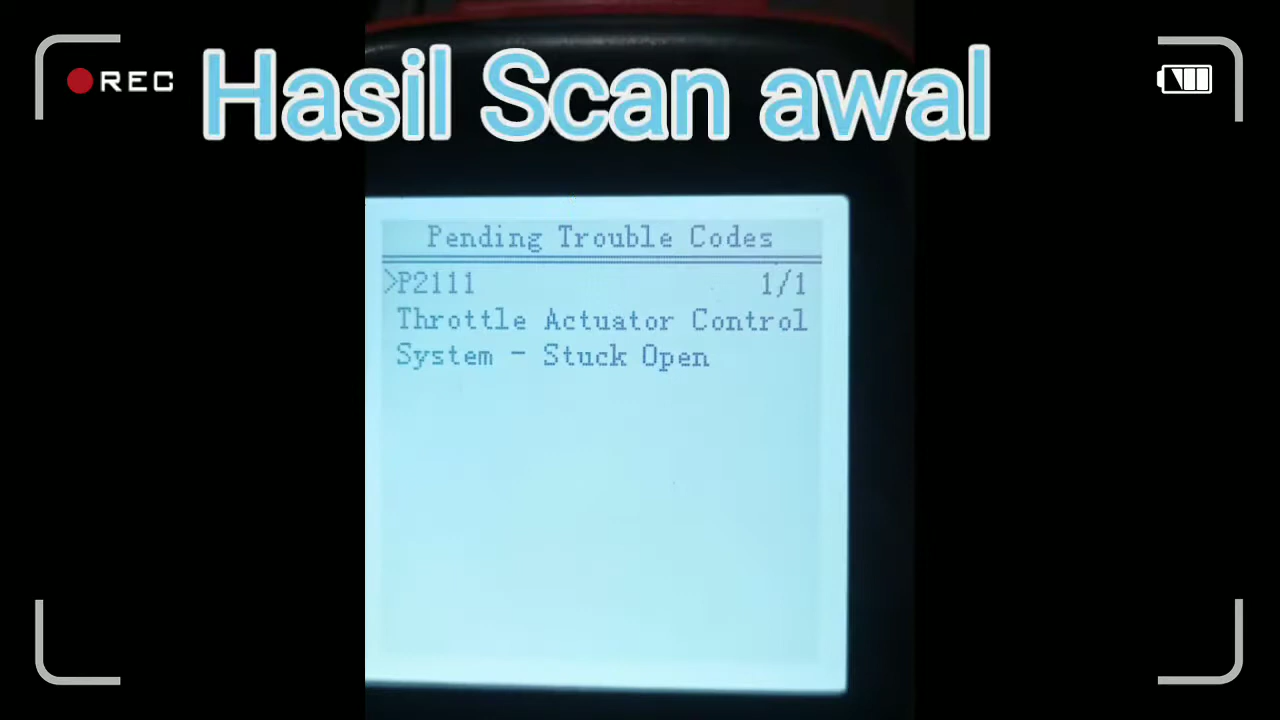 REC
Hasil Scan awal
Pending Trouble Codes
>P2111 1/1
Throttle Actuator Control
System - Stuck Open